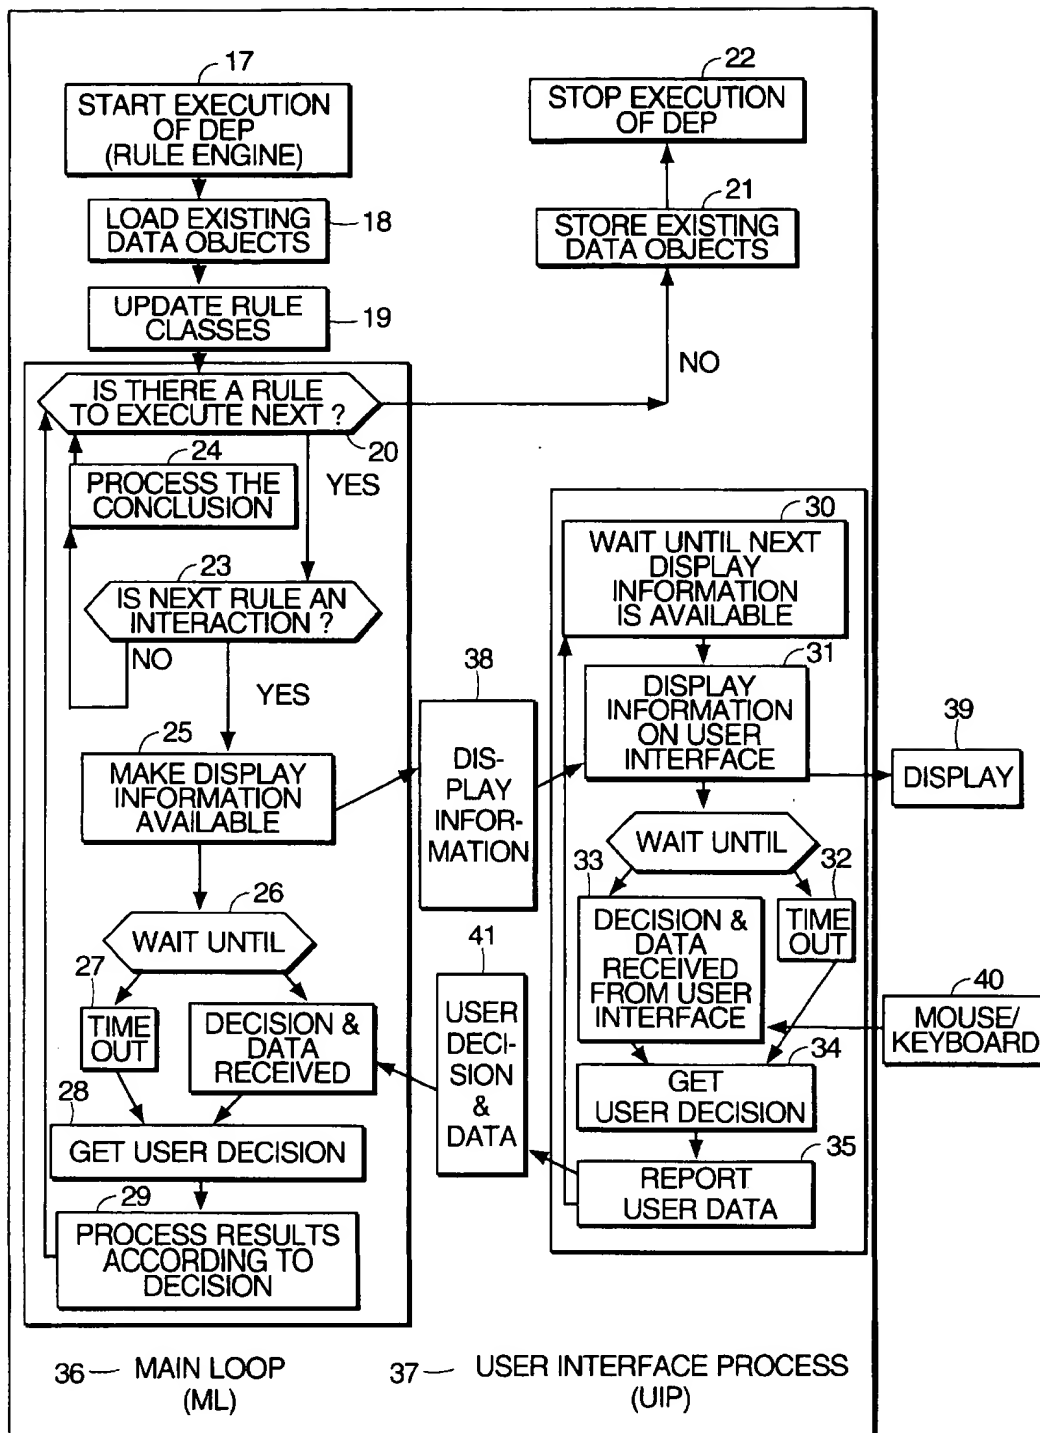 17
START EXECUTION
OF DEP
(RULE ENGINE)
LOAD EXISTING
DATA OBJECTS
18
UPDATE RULE
CLASSES
19
22
STOP EXECUTION
OF DEP
21
STORE EXISTING
DATA OBJECTS
NO
IS THERE A RULE
TO EXECUTE NEXT ?
20
24
PROCESS THE
CONCLUSION
YES
23
IS NEXT RULE AN
INTERACTION ?
NO
YES
25
MAKE DISPLAY
INFORMATION
AVAILABLE
26
WAIT UNTIL
27
TIME
OUT
DECISION &
DATA
RECEIVED
28
GET USER DECISION
29
PROCESS RESULTS
ACCORDING TO
DECISION
38
DIS-
PLAY
INFOR-
MATION
41
USER
DECI-
SION
&
DATA
30
WAIT UNTIL NEXT
DISPLAY
INFORMATION
IS AVAILABLE
31
DISPLAY
INFORMATION
ON USER
INTERFACE
39
DISPLAY
WAIT UNTIL
33
DECISION &
DATA
RECEIVED
FROM USER
INTERFACE
32
TIME
OUT
40
MOUSE/
KEYBOARD
34
GET
USER DECISION
35
REPORT
USER DATA
36
MAIN LOOP
(ML)
37
USER INTERFACE PROCESS
(UIP)